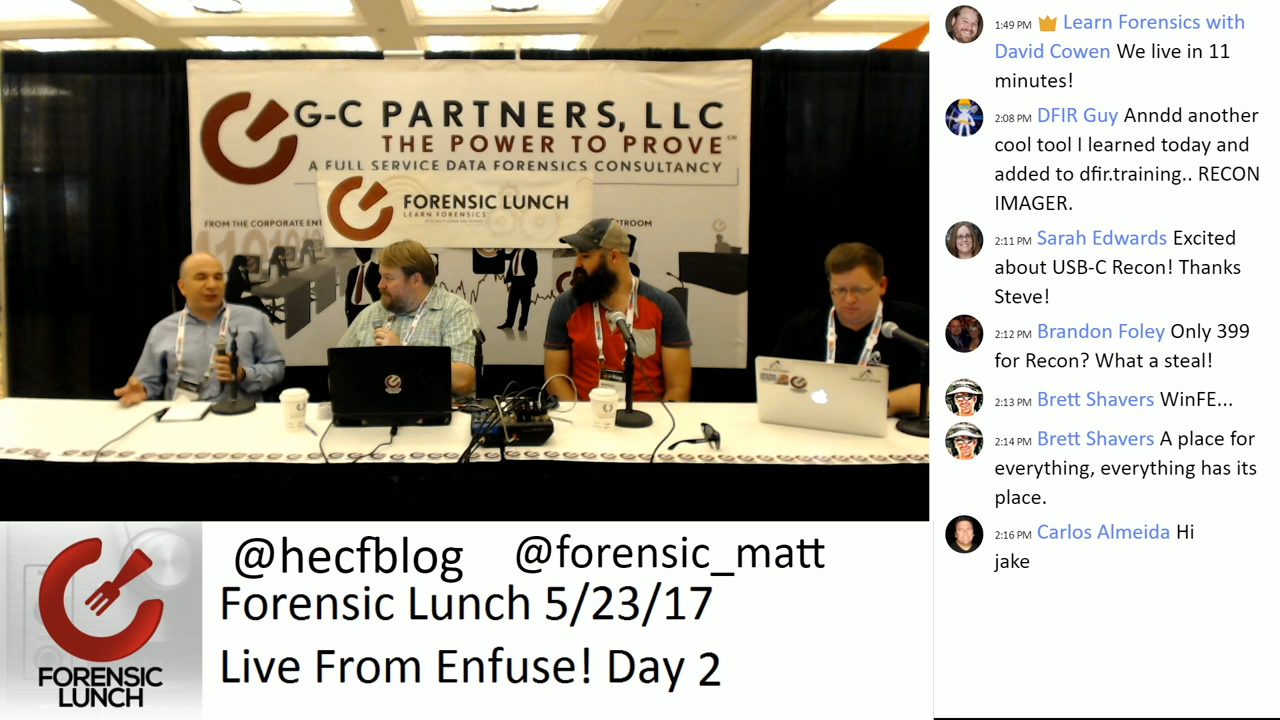 G-C PARTNERS, LLC
THE POWER TO PROVE
A FULL SERVICE DATA FORENSICS CONSULTANCY
FORENSIC LUNCH
LEARN FORENSICS
FROM THE CORPORATE ENT
TROOM
@hecfblog @forensic_matt
Forensic Lunch 5/23/17
Live From Enfuse! Day 2
FORENSIC
LUNCH
1:49 PM Learn Forensics with
David Cowen We live in 11
minutes!
2:08 PM DFIR Guy Anndd another
cool tool I learned today and
added to dfir.training.. RECON
IMAGER.
2:11 PM Sarah Edwards Excited
about USB-C Recon! Thanks
Steve!
2:12 PM Brandon Foley Only 399
for Recon? What a steal!
2:13 PM Brett Shavers WinFE...
2:14 PM Brett Shavers A place for
everything, everything has its
place.
2:16 PM Carlos Almeida Hi
jake